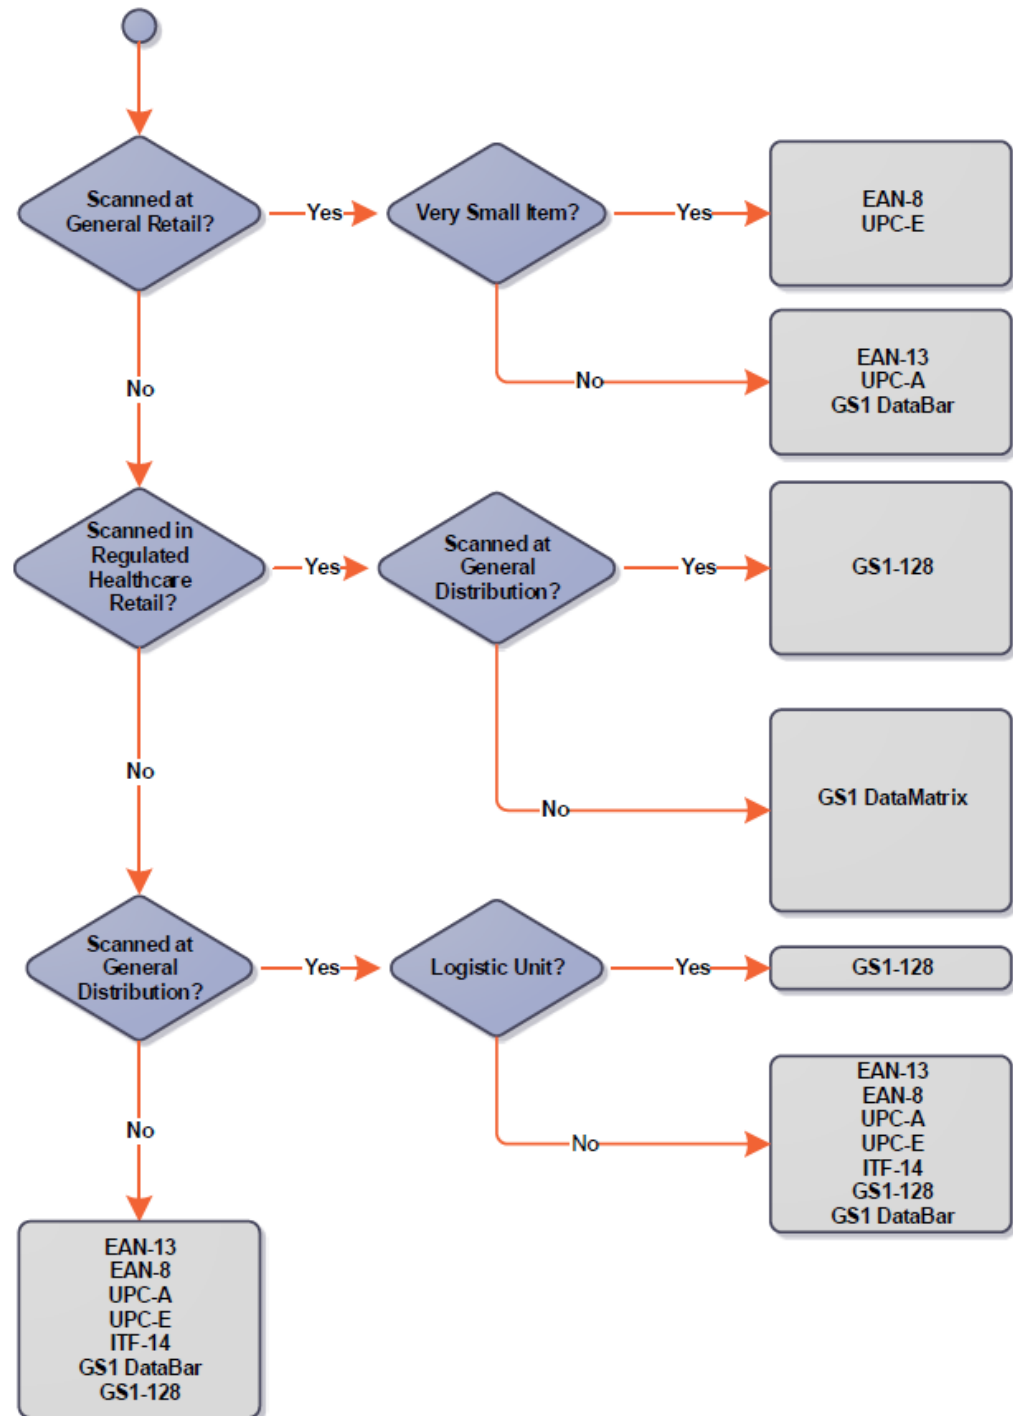 Scanned at
General Retail?
Yes
Very Small Item?
Yes
EAN-8
UPC-E
No
EAN-13
UPC-A
GS1 DataBar
No
Scanned in
Regulated
Healthcare
Retail?
Yes
Scanned at
General
Distribution?
Yes
GS1-128
No
GS1 DataMatrix
No
Scanned at
General
Distribution?
Yes
Logistic Unit?
Yes
GS1-128
No
EAN-13
EAN-8
UPC-A
UPC-E
ITF-14
GS1-128
GS1 DataBar
No
EAN-13
EAN-8
UPC-A
UPC-E
ITF-14
GS1 DataBar
GS1-128